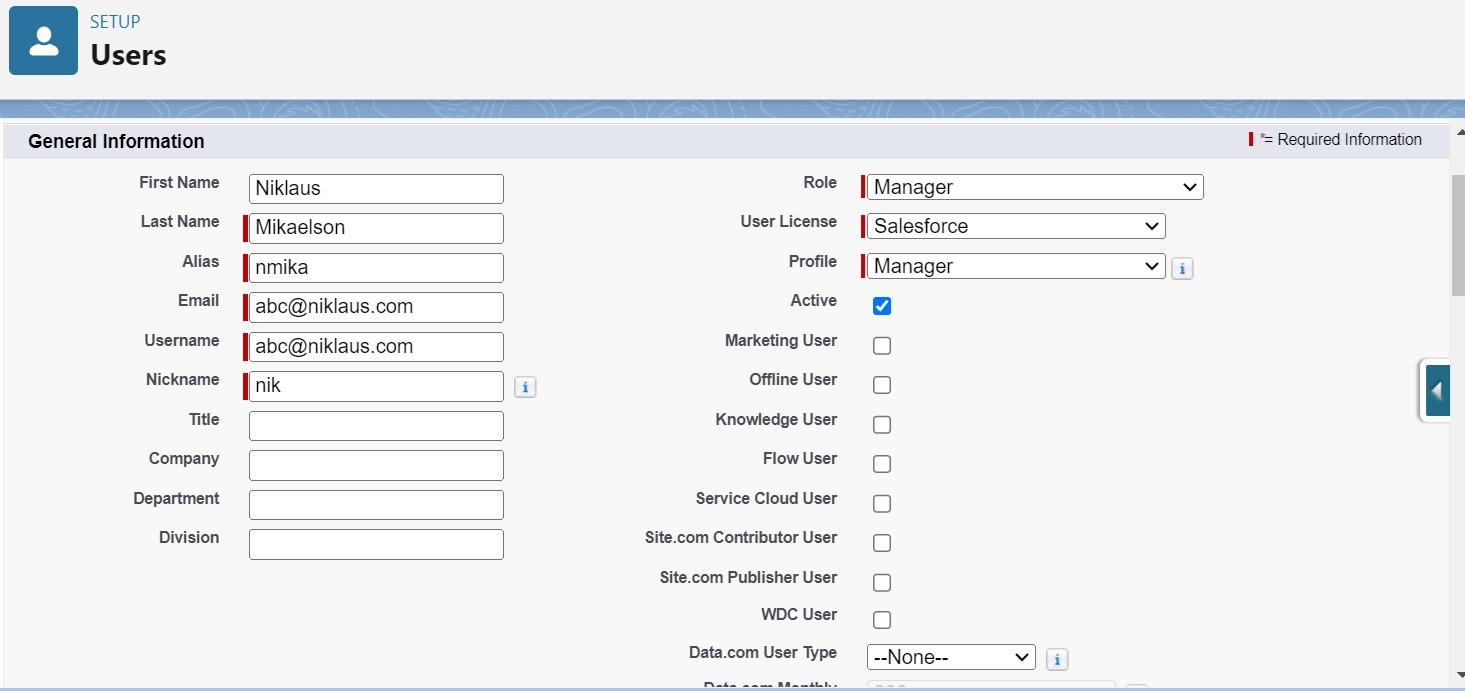 SETUP
Users
General Information
*= Required Information
First Name Niklaus
Role Manager
Last Name Mikaelson
User License Salesforce
Alias nmika
Profile Manager
Email abc@niklaus.com
Active
Username abc@niklaus.com
Marketing User
Nickname nik
Offline User
Title
Knowledge User
Company
Flow User
Department
Service Cloud User
Division
Site.com Contributor User
Site.com Publisher User
WDC User
Data.com User Type --None--
Data.com Monthly